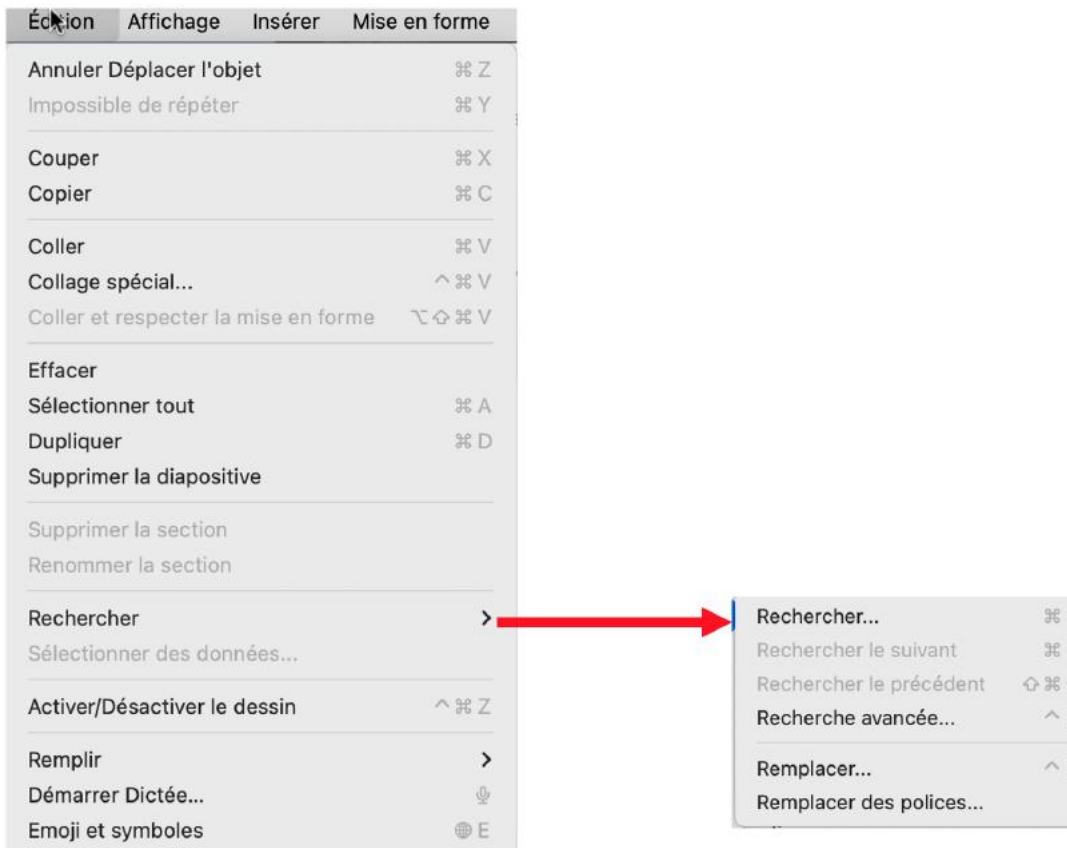 Édition Affichage Insérer Mise en forme
Annuler Déplacer l'objet ⌘ Z
Impossible de répéter ⌘ Y
Couper ⌘ X
Copier ⌘ C
Coller ⌘ V
Collage spécial... ^ ⌘ V
Coller et respecter la mise en forme ⌥ ⇧ ⌘ V
Effacer
Sélectionner tout ⌘ A
Dupliquer ⌘ D
Supprimer la diapositive
Supprimer la section
Renommer la section
Rechercher >
Sélectionner des données...
Activer/Désactiver le dessin ^ ⌘ Z
Remplir >
Démarrer Dictée...
Emoji et symboles E
Rechercher... ⌘
Rechercher le suivant ⌘
Rechercher le précédent ⇧ ⌘
Recherche avancée... ^
Remplacer... ^
Remplacer des polices...